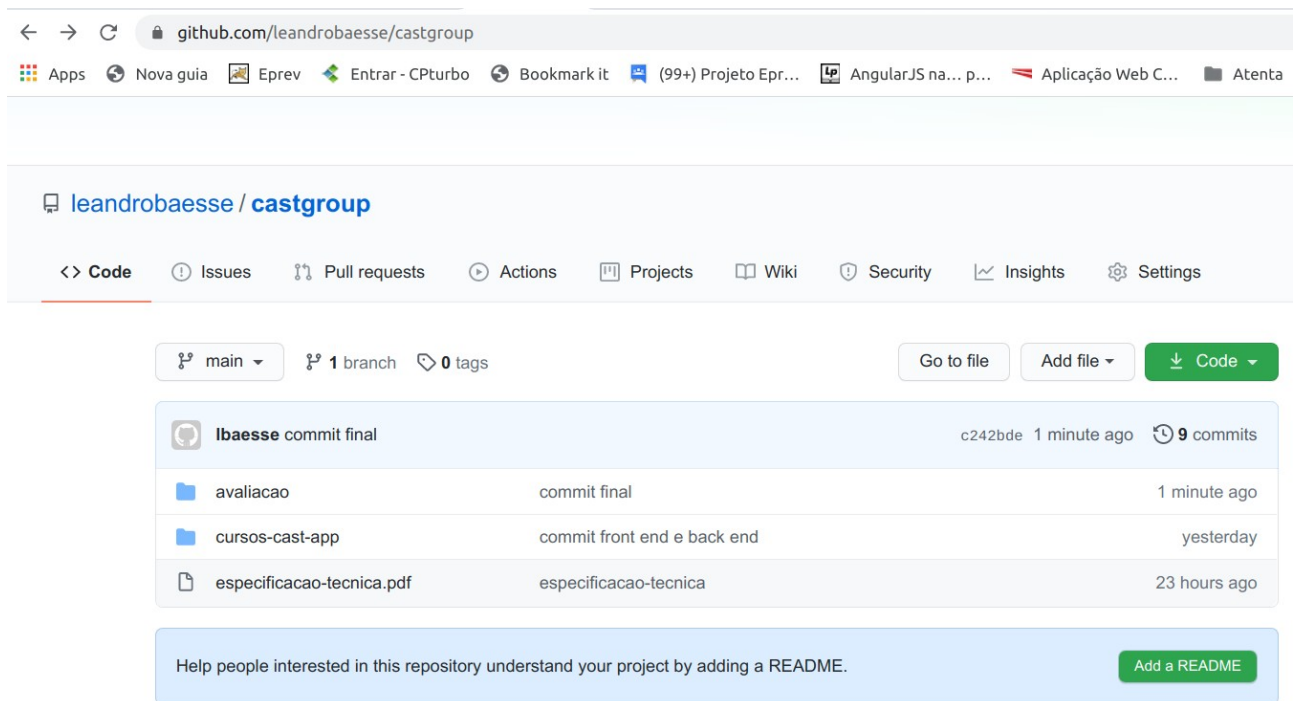 github.com/leandrobaesse/castgroup
Apps Nova guia Eprev Entrar - CPturbo Bookmark it (99+) Projeto Epr... LP AngularJS na... p... Aplicação Web C... Atenta
leandrobaesse / castgroup
<> Code Issues Pull requests Actions Projects Wiki Security Insights Settings
main 1 branch 0 tags Go to file Add file Code
lbaesse commit final c242bde 1 minute ago 9 commits
avaliacao commit final 1 minute ago
cursos-cast-app commit front end e back end yesterday
especificacao-tecnica.pdf especificacao-tecnica 23 hours ago
Help people interested in this repository understand your project by adding a README. Add a README